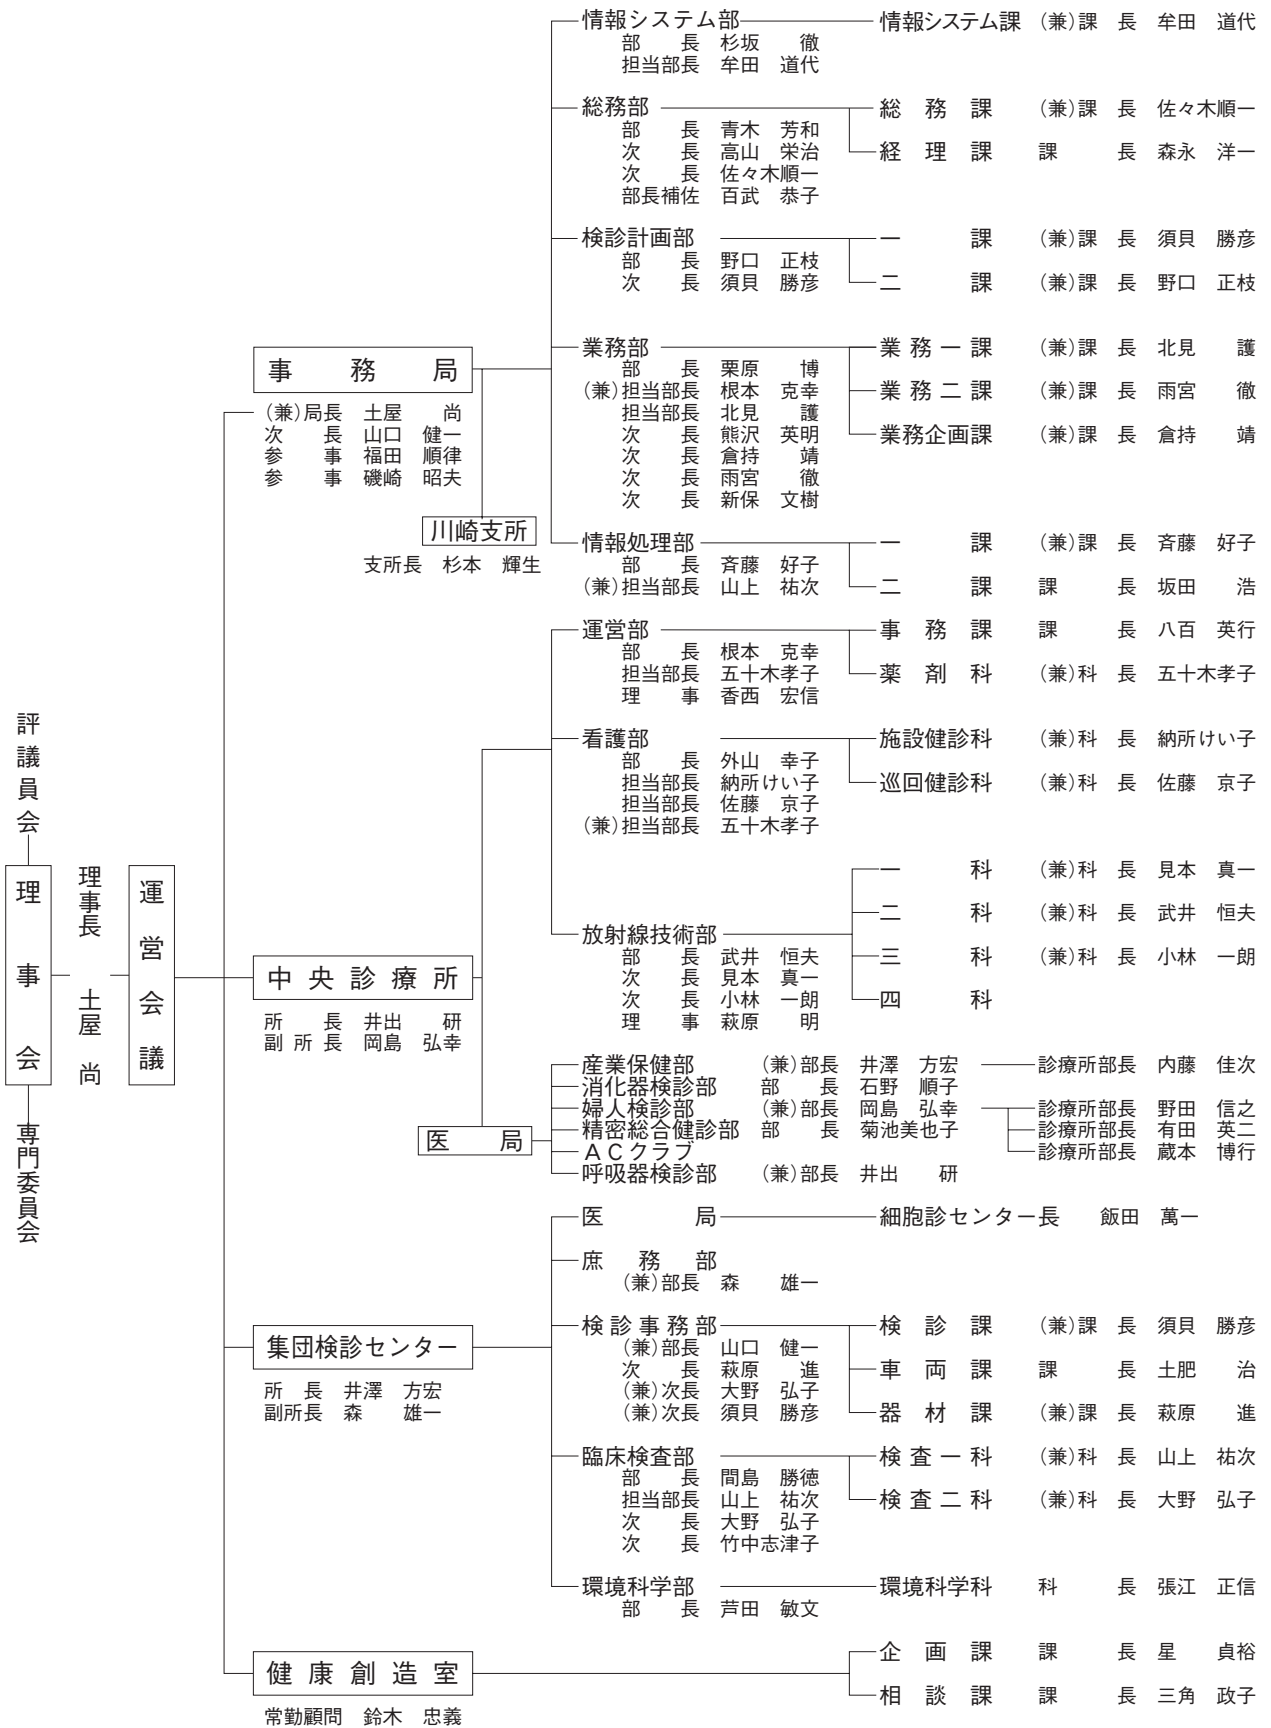 評議員会
理事会
専門委員会
理事長 土屋 尚
運営会議
事務局
(兼)局長 土屋 尚
次長 山口 健一
参事 福田 順律
参事 磯崎 昭夫
川崎支所
支所長 杉本 輝生
情報システム部
部長 杉坂 徹
担当部長 牟田 道代
情報システム課 (兼)課長 牟田 道代
総務部
部長 青木 芳和
次長 高山 栄治
次長 佐々木順一
部長補佐 百武 恭子
総務課 (兼)課長 佐々木順一
経理課 課長 森永 洋一
検診計画部
部長 野口 正枝
次長 須貝 勝彦
一課 (兼)課長 須貝 勝彦
二課 (兼)課長 野口 正枝
業務部
部長 栗原 博
(兼)担当部長 根本 克幸
担当部長 北見 護
次長 熊沢 英明
次長 倉持 靖
次長 雨宮 徹
次長 新保 文樹
業務一課 (兼)課長 北見 護
業務二課 (兼)課長 雨宮 徹
業務企画課 (兼)課長 倉持 靖
情報処理部
部長 斉藤 好子
(兼)担当部長 山上 祐次
一課 (兼)課長 斉藤 好子
二課 課長 坂田 浩
中央診療所
所長 井出 研
副所長 岡島 弘幸
運営部
部長 根本 克幸
担当部長 五十木孝子
理事 香西 宏信
事務課 課長 八百 英行
薬剤科 (兼)科長 五十木孝子
看護部
部長 外山 幸子
担当部長 納所けい子
担当部長 佐藤 京子
(兼)担当部長 五十木孝子
施設健診科 (兼)科長 納所けい子
巡回健診科 (兼)科長 佐藤 京子
放射線技術部
部長 武井 恒夫
次長 見本 真一
次長 小林 一朗
理事 萩原 明
一科 (兼)科長 見本 真一
二科 (兼)科長 武井 恒夫
三科 (兼)科長 小林 一朗
四科
医局
産業保健部 (兼)部長 井澤 方宏 診療所部長 内藤 佳次
消化器検診部 部長 石野 順子
婦人検診部 (兼)部長 岡島 弘幸 診療所部長 野田 信之
精密総合健診部 部長 菊池美也子 診療所部長 有田 英二
ACクラブ 診療所部長 蔵本 博行
呼吸器検診部 (兼)部長 井出 研
集団検診センター
所長 井澤 方宏
副所長 森 雄一
医局 細胞診センター長 飯田 萬一
庶務部
(兼)部長 森 雄一
検診事務部
(兼)部長 山口 健一
次長 萩原 進
(兼)次長 大野 弘子
(兼)次長 須貝 勝彦
検診課 (兼)課長 須貝 勝彦
車両課 課長 土肥 治
器材課 (兼)課長 萩原 進
臨床検査部
部長 間島 勝徳
担当部長 山上 祐次
次長 大野 弘子
次長 竹中志津子
検査一科 (兼)科長 山上 祐次
検査二科 (兼)科長 大野 弘子
環境科学部
部長 芦田 敏文
環境科学科 科長 張江 正信
健康創造室
常勤顧問 鈴木 忠義
企画課 課長 星 貞裕
相談課 課長 三角 政子